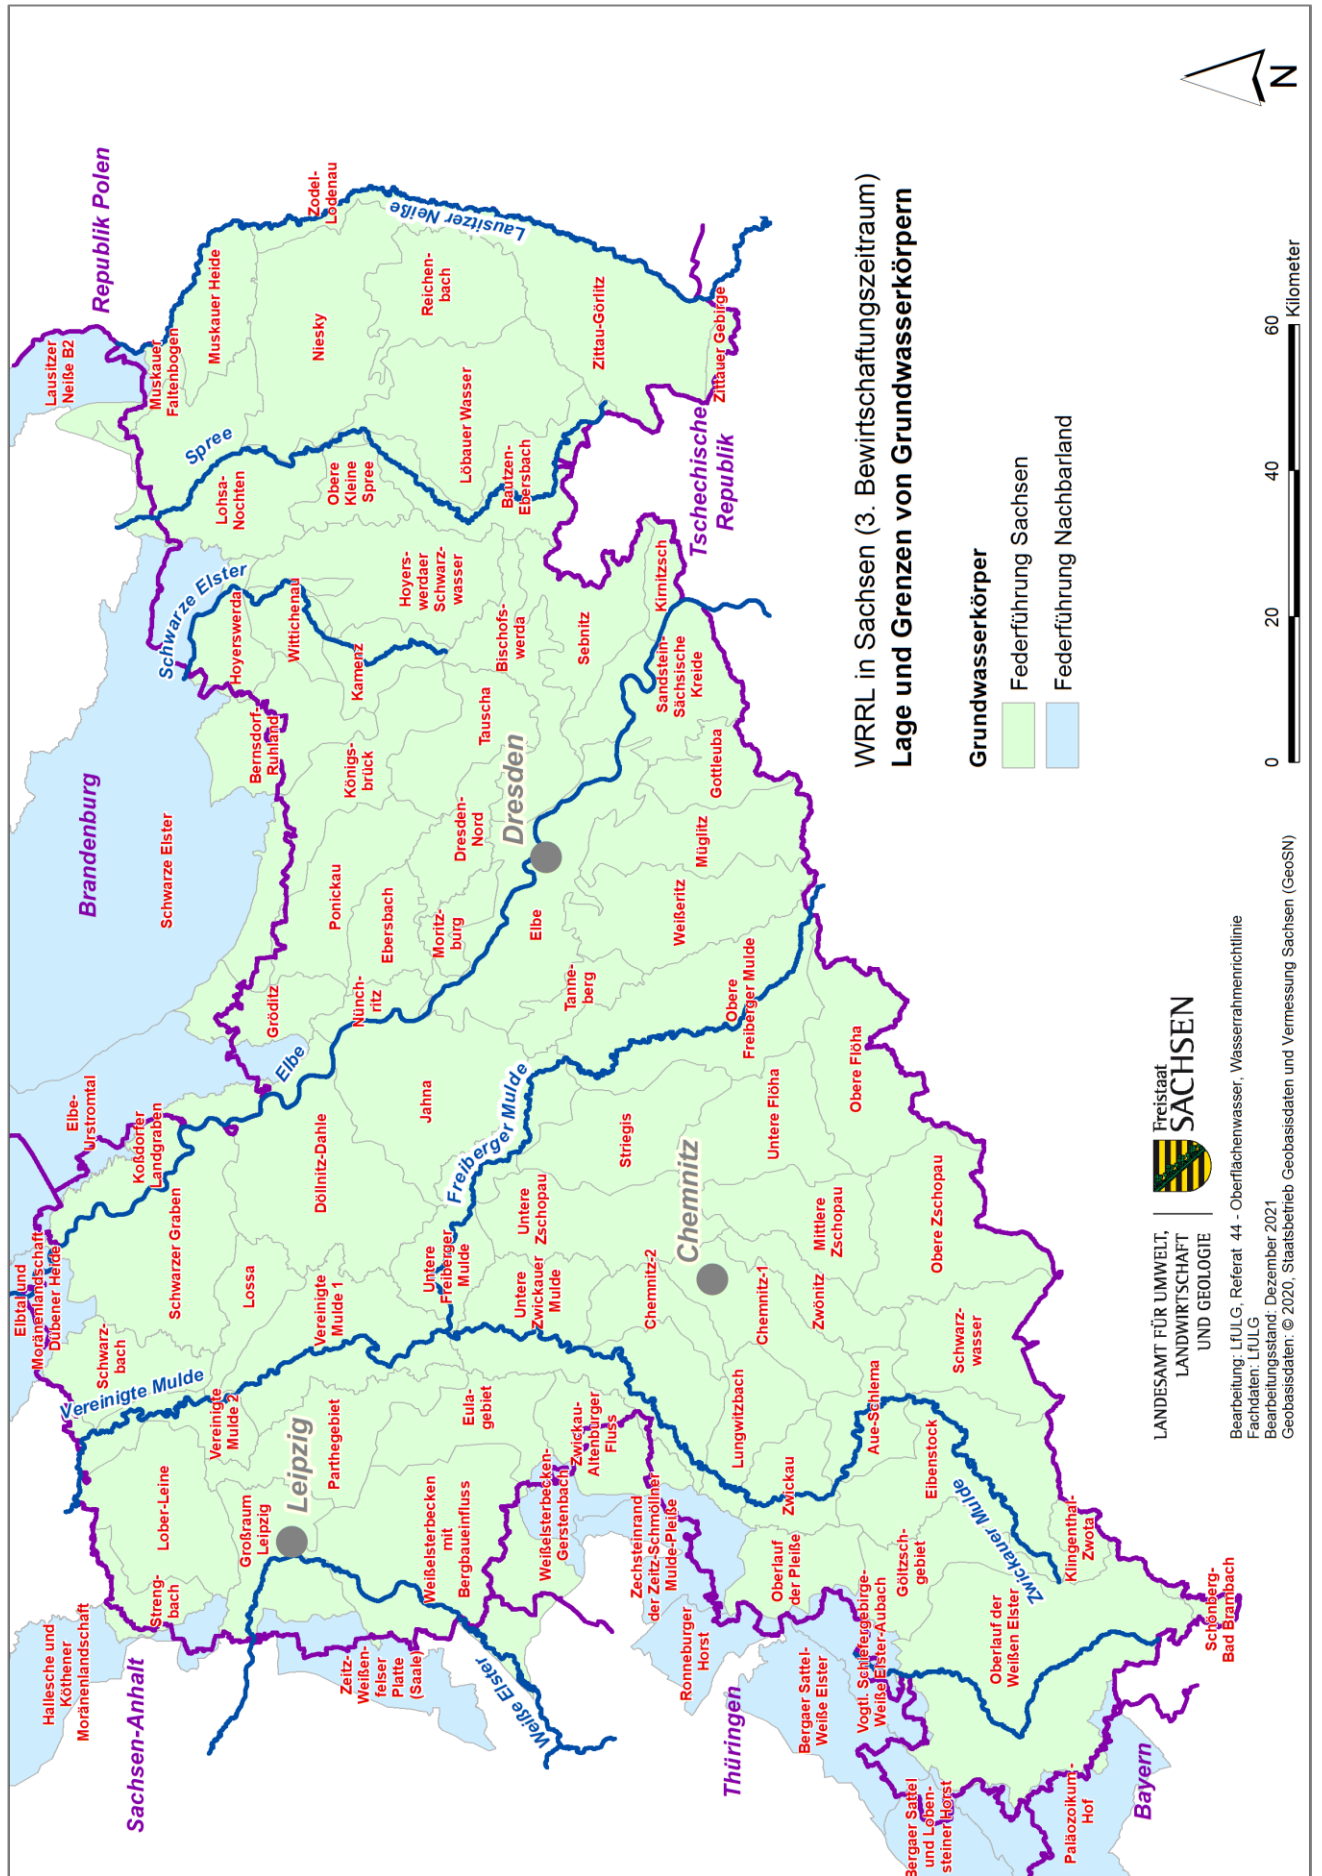 Republik Polen
Lausitzer
Neiße B2
Muskauer
Faltenbogen
Muskauer Heide
Zodel-
Lodenau
Niesky
Reichen-
bach
Lausitzer Neiße
Zittau-Görlitz
Zittauer Gebirge
Löbauer Wasser
Bautzen-
Ebersbach
Spree
Lohsa-
Nochten
Obere
Kleine
Spree
Tschechische
Republik
Brandenburg
Schwarze Elster
Schwarze Elster
Hoyerswerda
Wittichenau
Kamenz
Hoyers-
werdaer
Schwarz-
wasser
Bischofs-
werda
Sebnitz
Kirnitzsch
Sandstein-
Sächsische
Kreide
Bernsdorf-
Ruhland
Königs-
brück
Tauscha
Dresden
Dresden-
Nord
Gottleuba
Müglitz
Weißeritz
Ponickau
Ebersbach
Moritz-
burg
Elbe
Gröditz
Nünch-
ritz
Tanne-
berg
Obere
Freiberger Mulde
Elbe
Elbe-
Urstromtal
Koßdorfer
Landgraben
Jahna
Döllnitz-Dahle
Freiberger Mulde
Striegis
Untere Flöha
Obere Flöha
Elbtal und
Moränenlandschaft
Dübener Heide
Schwarzer Graben
Lossa
Vereinigte
Mulde 1
Untere
Freiberger
Mulde
Untere
Zschopau
Untere
Zwickauer
Mulde
Chemnitz
Chemnitz-2
Chemnitz-1
Mittlere
Zschopau
Zwönitz
Obere Zschopau
Schwarz-
wasser
Schwarz-
bach
Vereinigte Mulde
Vereinigte
Mulde 2
Parthegebiet
Eula-
gebiet
Zwickau-
Altenburger
Fluss
Lungwitzbach
Zwickau
Aue-Schlema
Eibenstock
Zwickauer Mulde
Klingenthal-
Zwota
Lober-Leine
Großraum
Leipzig
Leipzig
Weißelsterbecken
mit
Bergbaueinfluss
Weißelsterbecken-
Gerstenbach
Zechsteinrand
der Zeitz-Schmöllner
Mulde-Pleiße
Oberlauf
der Pleiße
Göltzsch-
gebiet
Oberlauf der
Weißen Elster
Schönberg-
Bad Brambach
Streng-
bach
Hallesche und
Köthener
Moränenlandschaft
Sachsen-Anhalt
Zeitz-
Weißen-
felser
Platte
(Saale)
Weiße Elster
Ronneburger
Horst
Thüringen
Bergaer Sattel-
Weiße Elster
Vogtl. Schiefergebirge-
Weiße Elster-Aubach
Bergaer Sattel
und Loben-
steiner Horst
Paläozoikum-
Hof
Bayern
N
WRRL in Sachsen (3. Bewirtschaftungszeitraum)
Lage und Grenzen von Grundwasserkörpern
Grundwasserkörper
Federführung Sachsen
Federführung Nachbarland
0 20 40 60
Kilometer
LANDESAMT FÜR UMWELT,
LANDWIRTSCHAFT
UND GEOLOGIE
Freistaat
SACHSEN
Bearbeitung: LfULG, Referat 44 - Oberflächenwasser, Wasserrahmenrichtlinie
Fachdaten: LfULG
Bearbeitungsstand: Dezember 2021
Geobasisdaten: © 2020, Staatsbetrieb Geobasisdaten und Vermessung Sachsen (GeoSN)